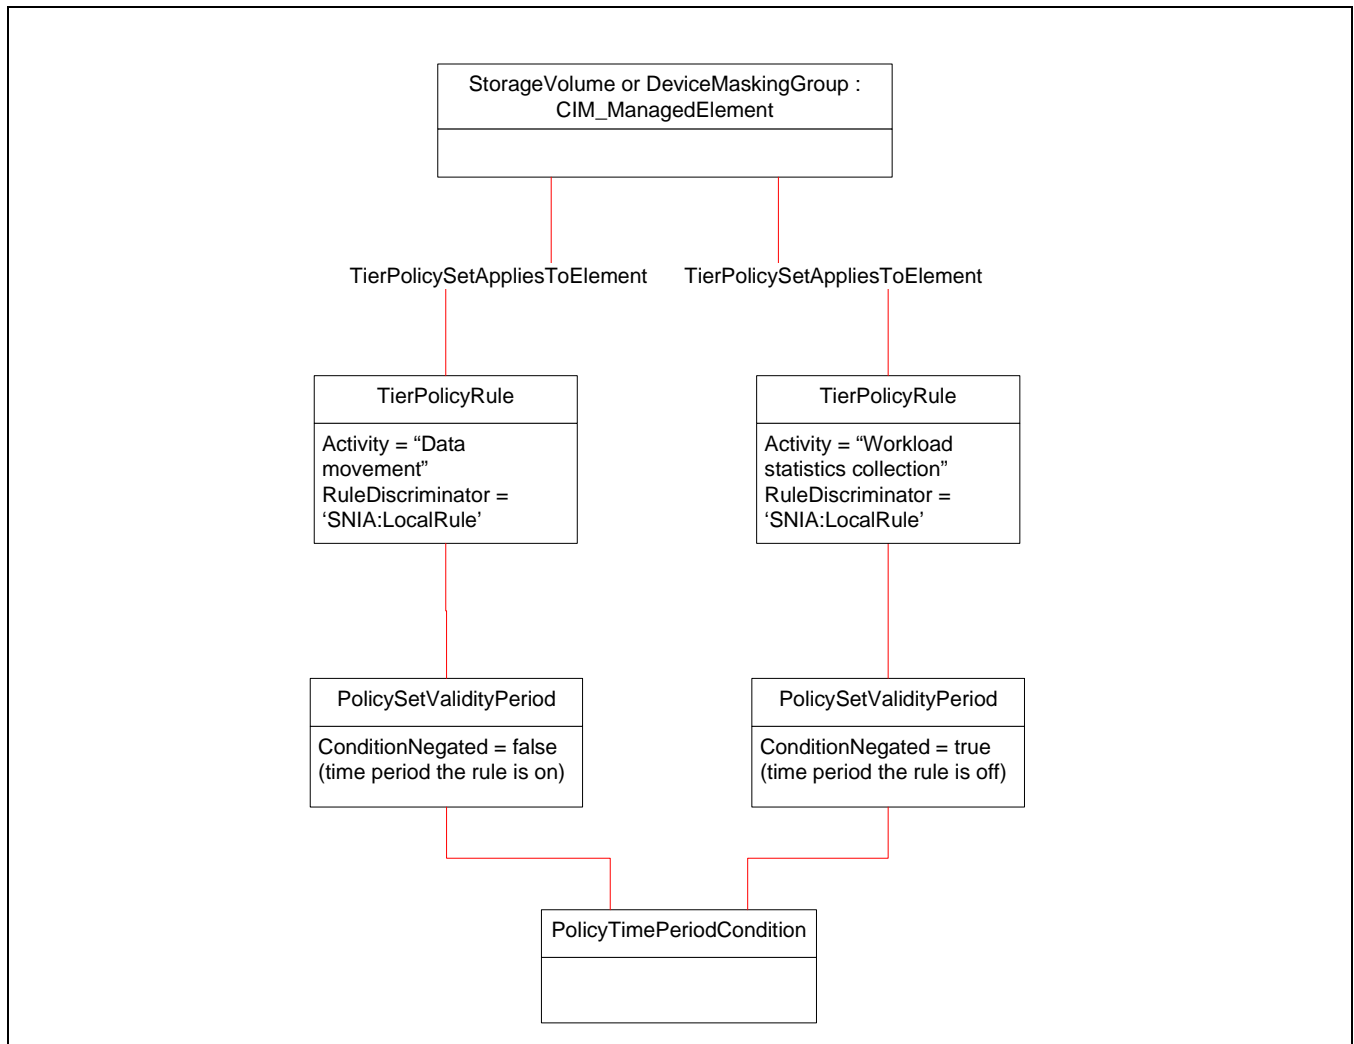 StorageVolume or DeviceMaskingGroup :
CIM_ManagedElement
TierPolicySetAppliesToElement
TierPolicySetAppliesToElement
TierPolicyRule
Activity = “Data
movement”
RuleDiscriminator =
‘SNIA:LocalRule’
TierPolicyRule
Activity = “Workload
statistics collection”
RuleDiscriminator =
‘SNIA:LocalRule’
PolicySetValidityPeriod
ConditionNegated = false
(time period the rule is on)
PolicySetValidityPeriod
ConditionNegated = true
(time period the rule is off)
PolicyTimePeriodCondition